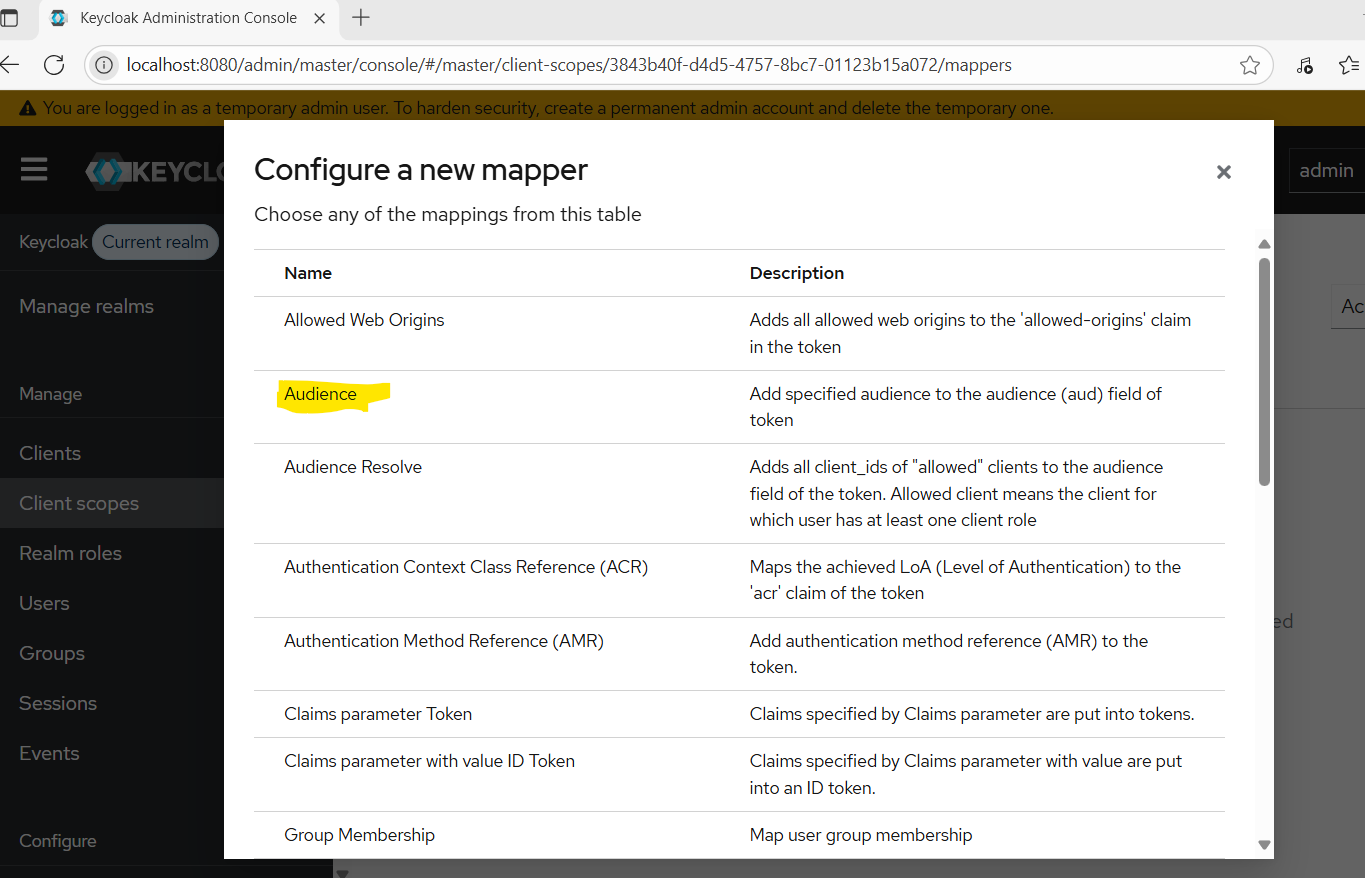 Keycloak Administration Console
localhost:8080/admin/master/console/#/master/client-scopes/3843b40f-d4d5-4757-8bc7-01123b15a072/mappers
You are logged in as a temporary admin user. To harden security, create a permanent admin account and delete the temporary one.
KEYCLO
admin
Keycloak Current realm
Manage realms
Manage
Clients
Client scopes
Realm roles
Users
Groups
Sessions
Events
Configure
Configure a new mapper
Choose any of the mappings from this table
Name Description
Allowed Web Origins Adds all allowed web origins to the 'allowed-origins' claim
in the token
Audience Add specified audience to the audience (aud) field of
token
Audience Resolve Adds all client_ids of "allowed" clients to the audience
field of the token. Allowed client means the client for
which user has at least one client role
Authentication Context Class Reference (ACR) Maps the achieved LoA (Level of Authentication) to the
'acr' claim of the token
Authentication Method Reference (AMR) Add authentication method reference (AMR) to the
token.
Claims parameter Token Claims specified by Claims parameter are put into tokens.
Claims parameter with value ID Token Claims specified by Claims parameter with value are put
into an ID token.
Group Membership Map user group membership
Ac
ed